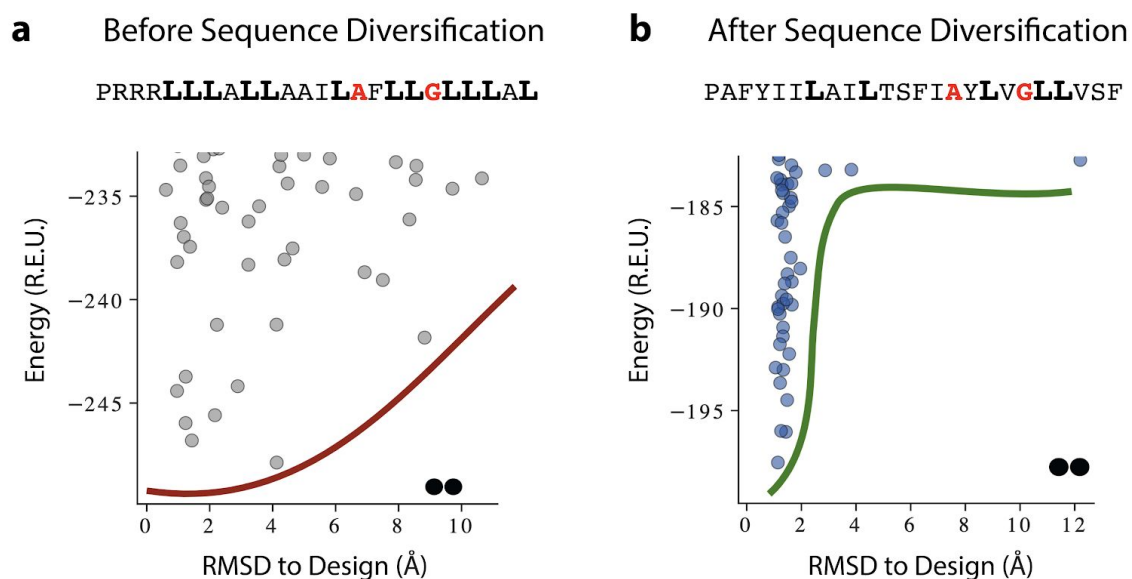 a Before Sequence Diversification
PRRRLLLALLAAILAFLLGLLLAL
−235
−240
−245
Energy (R.E.U.)
0 2 4 6 8 10
RMSD to Design (Å)
b After Sequence Diversification
PAFYIILAILTSFIAYLVGLLVSF
−185
−190
−195
Energy (R.E.U.)
0 2 4 6 8 10 12
RMSD to Design (Å)